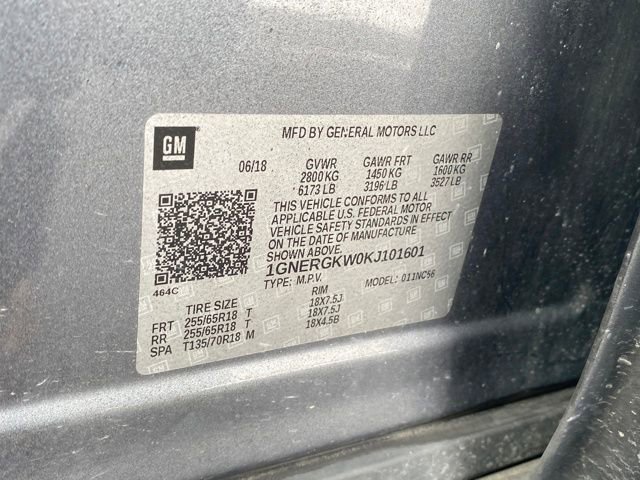 GM
MFD BY GENERAL MOTORS LLC
06/18 GVWR GAWR FRT GAWR RR
2800 KG 1450 KG 1600 KG
6173 LB 3196 LB 3527 LB
THIS VEHICLE CONFORMS TO ALL
APPLICABLE U.S. FEDERAL MOTOR
VEHICLE SAFETY STANDARDS IN EFFECT
ON THE DATE OF MANUFACTURE
SHOWN ABOVE.
1GNERGKW0KJ101601
TYPE: M.P.V. MODEL: 011NC56
464C
TIRE SIZE RIM
FRT 255/65R18 T 18X7.5J
RR 255/65R18 T 18X7.5J
SPA T135/70R18 M 18X4.5B